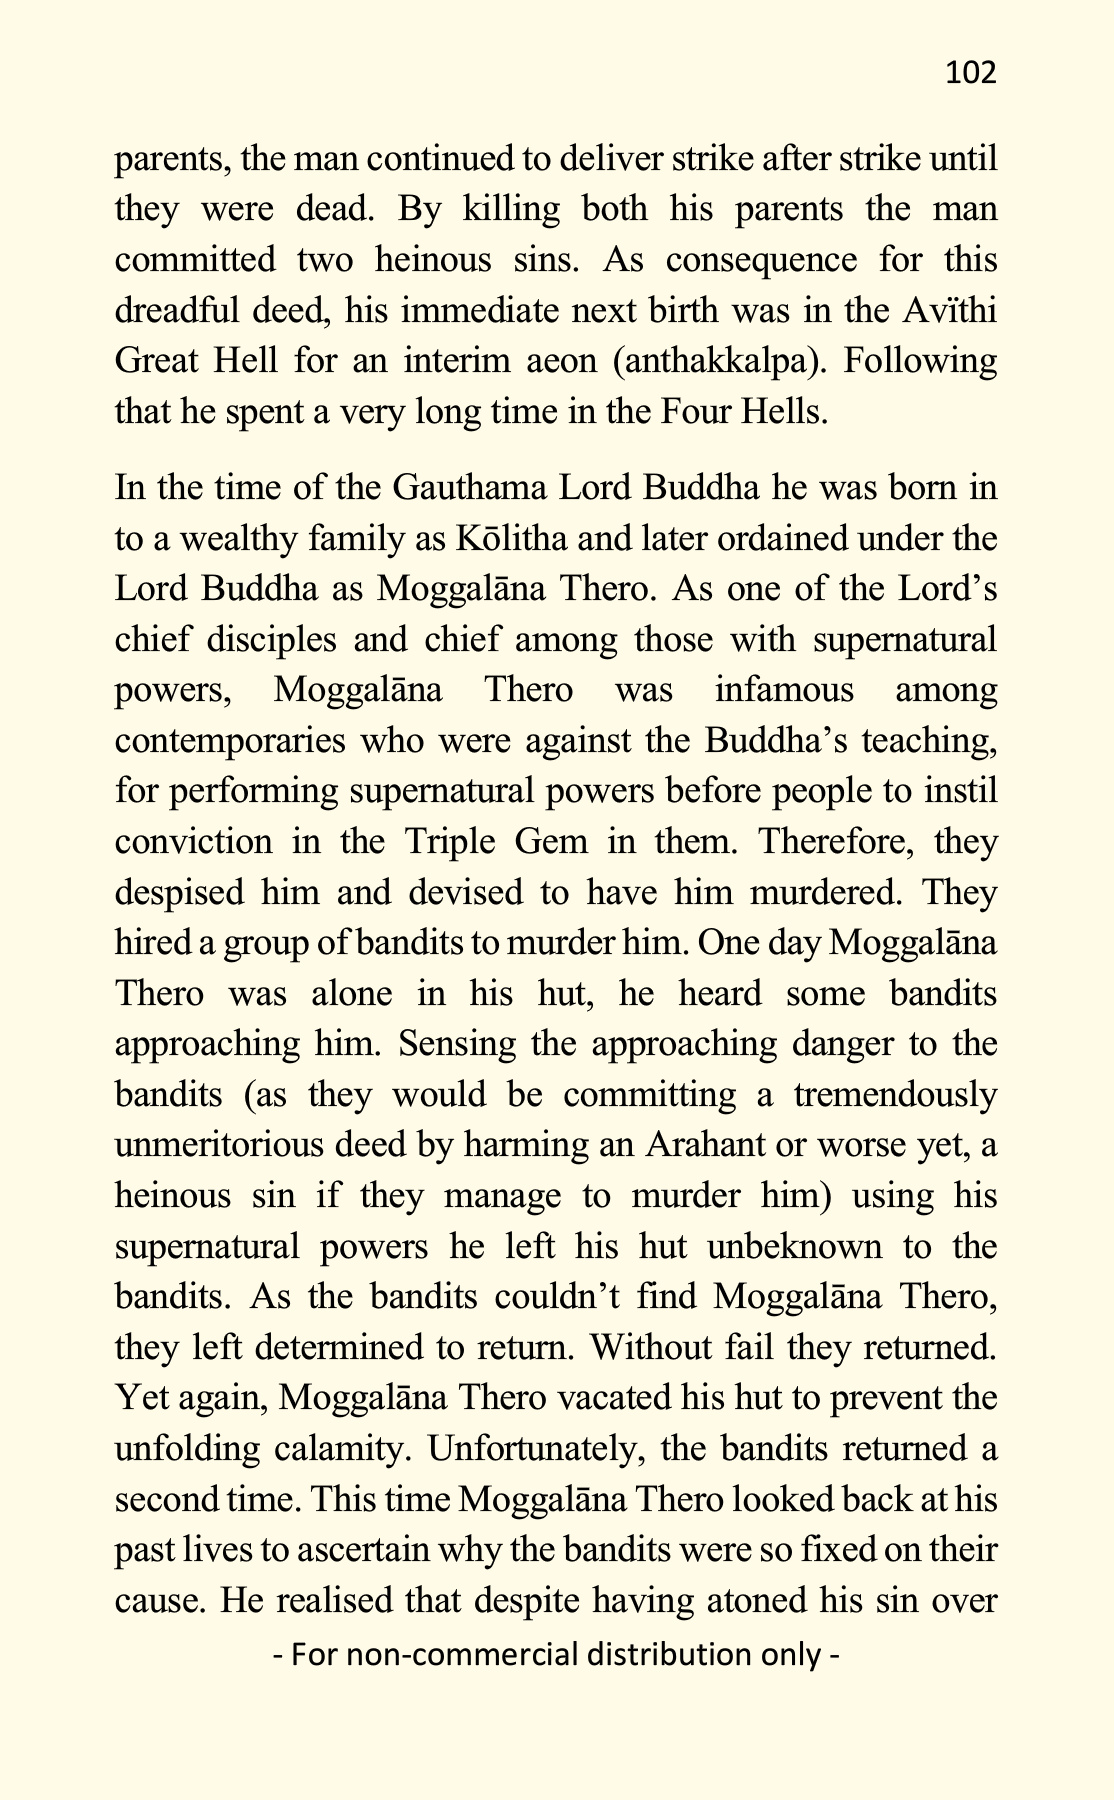 102
parents, the man continued to deliver strike after strike until
they were dead. By killing both his parents the man
committed two heinous sins. As consequence for this
dreadful deed, his immediate next birth was in the Avïthi
Great Hell for an interim aeon (anthakkalpa). Following
that he spent a very long time in the Four Hells.
In the time of the Gauthama Lord Buddha he was born in
to a wealthy family as Kōlitha and later ordained under the
Lord Buddha as Moggalāna Thero. As one of the Lord’s
chief disciples and chief among those with supernatural
powers, Moggalāna Thero was infamous among
contemporaries who were against the Buddha’s teaching,
for performing supernatural powers before people to instil
conviction in the Triple Gem in them. Therefore, they
despised him and devised to have him murdered. They
hired a group of bandits to murder him. One day Moggalāna
Thero was alone in his hut, he heard some bandits
approaching him. Sensing the approaching danger to the
bandits (as they would be committing a tremendously
unmeritorious deed by harming an Arahant or worse yet, a
heinous sin if they manage to murder him) using his
supernatural powers he left his hut unbeknown to the
bandits. As the bandits couldn’t find Moggalāna Thero,
they left determined to return. Without fail they returned.
Yet again, Moggalāna Thero vacated his hut to prevent the
unfolding calamity. Unfortunately, the bandits returned a
second time. This time Moggalāna Thero looked back at his
past lives to ascertain why the bandits were so fixed on their
cause. He realised that despite having atoned his sin over
- For non-commercial distribution only -